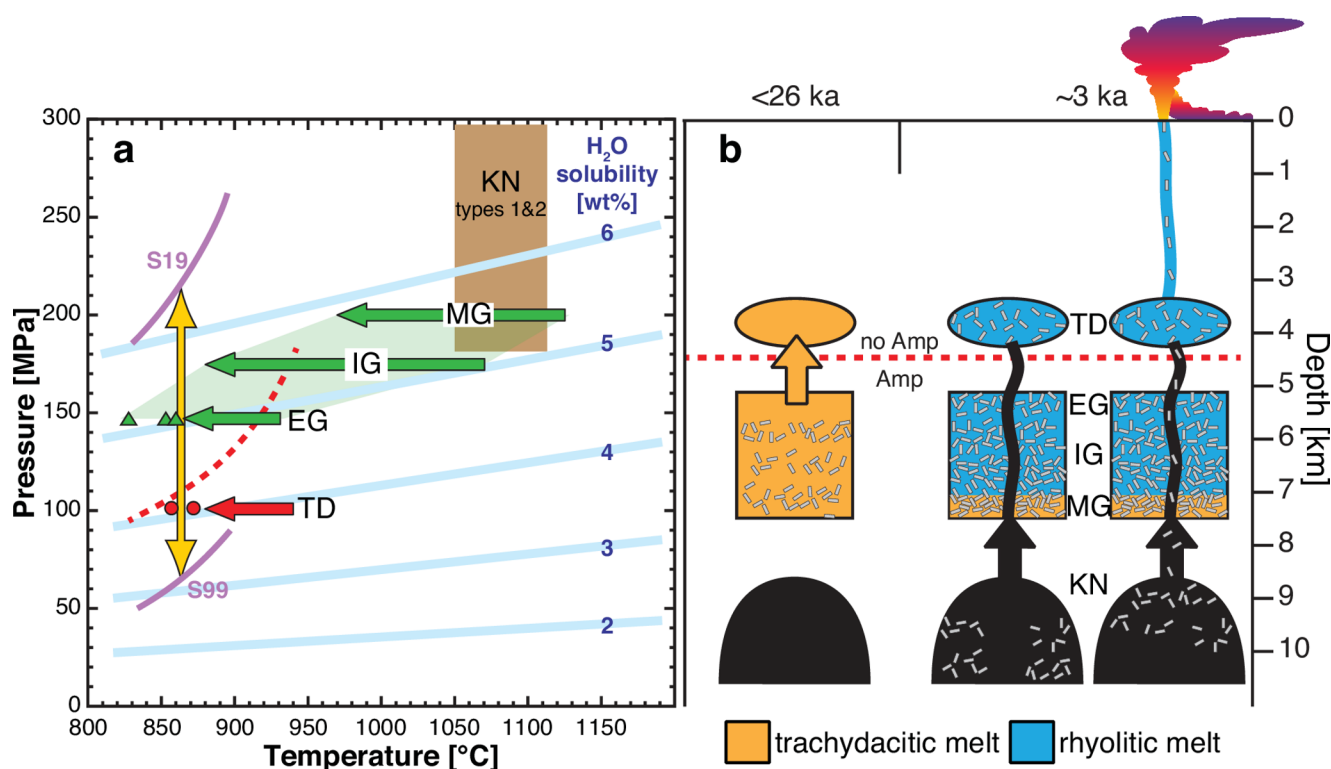 <26 ka
~3 ka
300
250
200
150
100
50
0
Pressure [MPa]
a
S19
S99
KN
types 1&2
H₂O
solubility
[wt%]
6
5
4
3
2
MG
IG
EG
TD
800 850 900 950 1000 1050 1100 1150
Temperature [°C]
b
TD
no Amp
Amp
EG
IG
MG
KN
0
1
2
3
4
5
6
7
8
9
10
Depth [km]
trachydacitic melt
rhyolitic melt